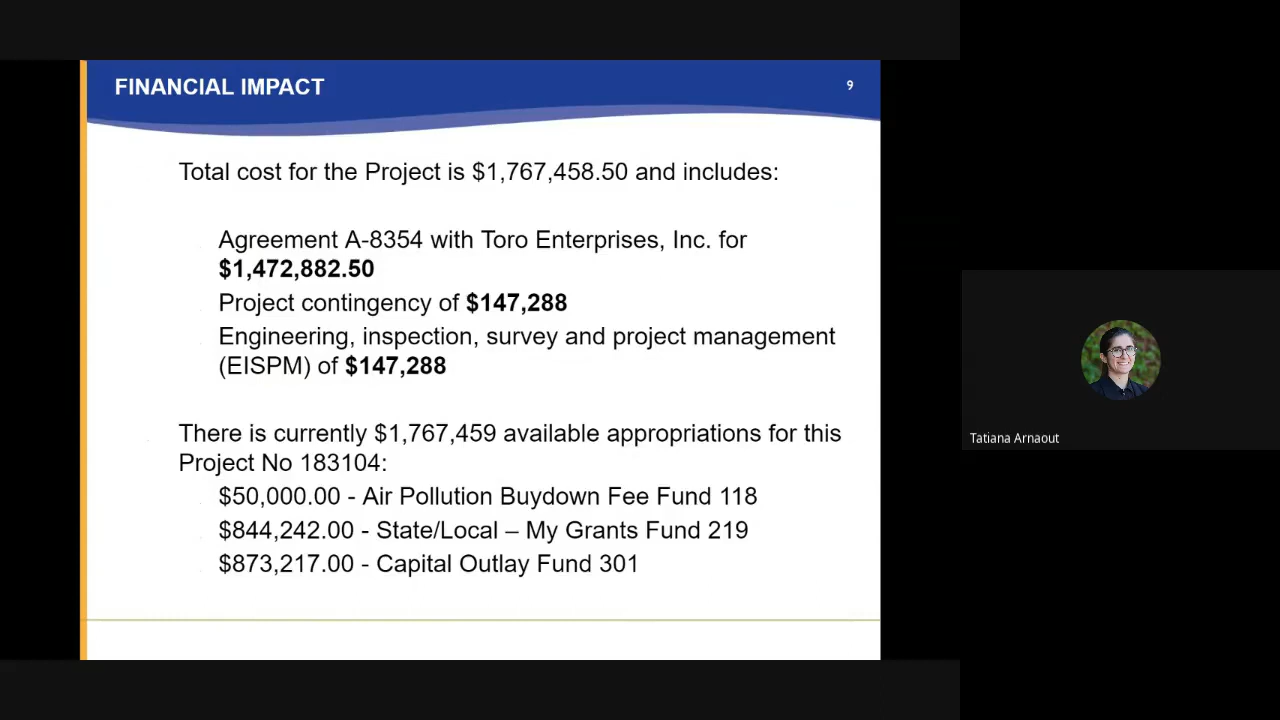 FINANCIAL IMPACT
9
Total cost for the Project is $1,767,458.50 and includes:
Agreement A-8354 with Toro Enterprises, Inc. for
$1,472,882.50
Project contingency of $147,288
Engineering, inspection, survey and project management
(EISPM) of $147,288
There is currently $1,767,459 available appropriations for this
Project No 183104:
$50,000.00 - Air Pollution Buydown Fee Fund 118
$844,242.00 - State/Local – My Grants Fund 219
$873,217.00 - Capital Outlay Fund 301
Tatiana Arnaout